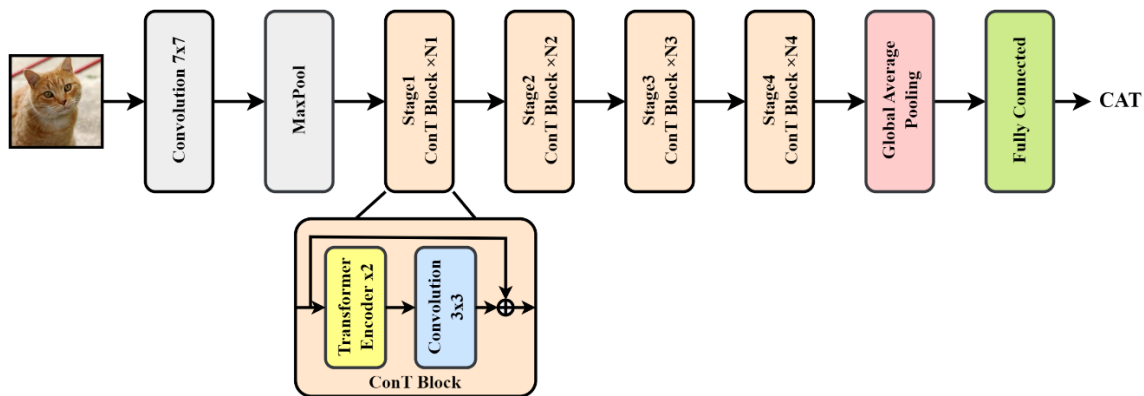 Convolution 7x7
MaxPool
Stage1
ConT Block ×N1
Stage2
ConT Block ×N2
Stage3
ConT Block ×N3
Stage4
ConT Block ×N4
Global Average
Pooling
Fully Connected
CAT
Transformer
Encoder x2
Convolution
3x3
ConT Block